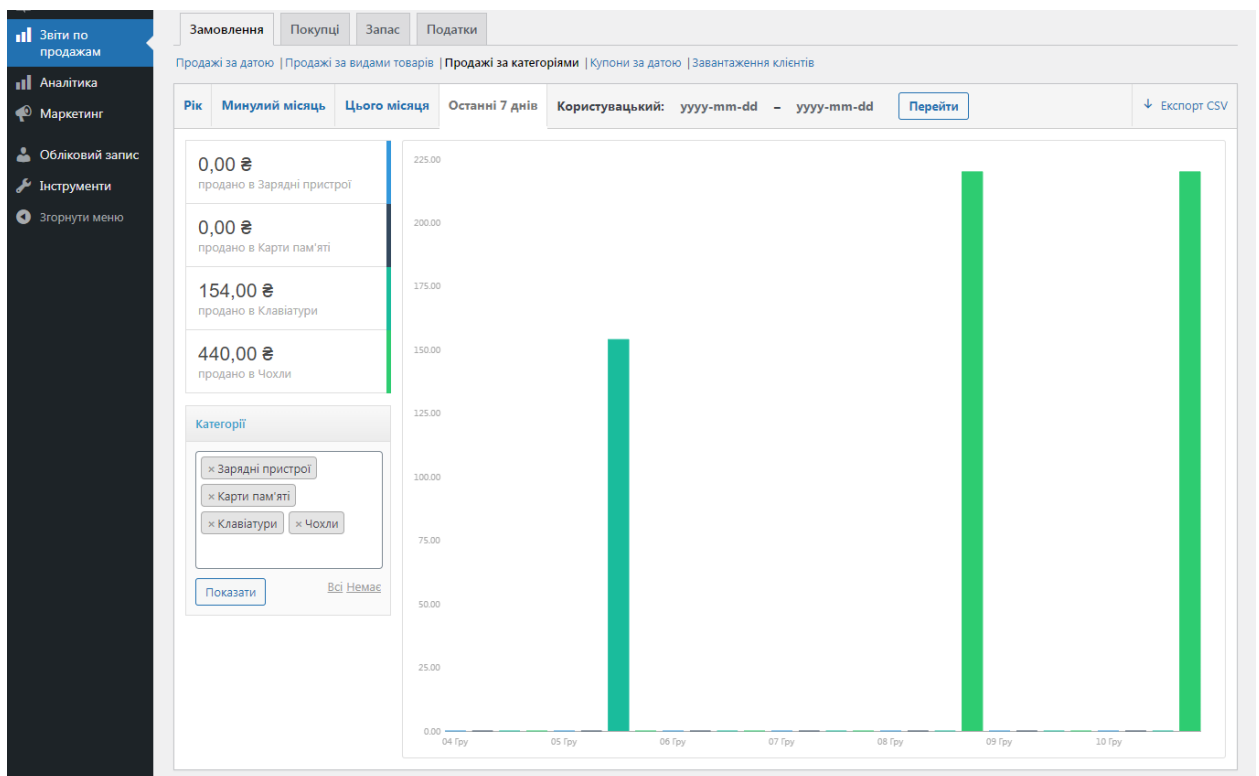 Звіти по
продажам
Аналітика
Маркетинг
Обліковий запис
Інструменти
Згорнути меню
Замовлення Покупці Запас Податки
Продажі за датою | Продажі за видами товарів | Продажі за категоріями | Купони за датою | Завантаження клієнтів
Рік Минулий місяць Цього місяця Останні 7 днів Користувацький: yyyy-mm-dd – yyyy-mm-dd Перейти Експорт CSV
0,00 ₴
продано в Зарядні пристрої
0,00 ₴
продано в Карти пам'яті
154,00 ₴
продано в Клавіатури
440,00 ₴
продано в Чохли
Категорії
× Зарядні пристрої
× Карти пам'яті
× Клавіатури × Чохли
Показати Всі Немає
225.00
200.00
175.00
150.00
125.00
100.00
75.00
50.00
25.00
0.00
04 Гру 05 Гру 06 Гру 07 Гру 08 Гру 09 Гру 10 Гру